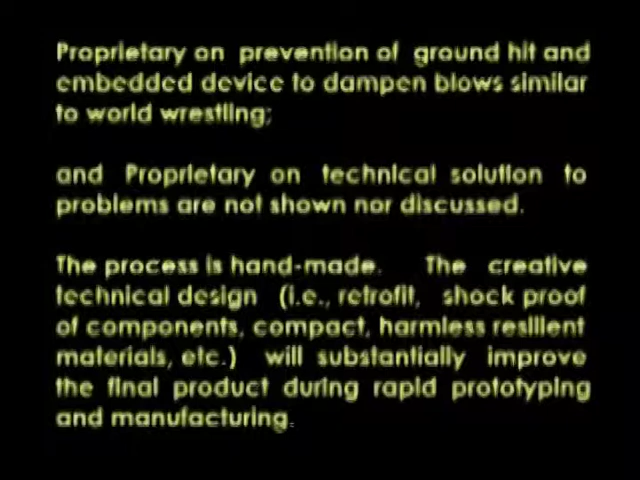 Proprietary on prevention of ground hit and
embedded device to dampen blows similar
to world wrestling;
and Proprietary on technical solution to
problems are not shown nor discussed.
The process is hand-made. The creative
technical design (i.e., retrofit, shock proof
of components, compact, harmless resilient
materials, etc.) will substantially improve
the final product during rapid prototyping
and manufacturing.